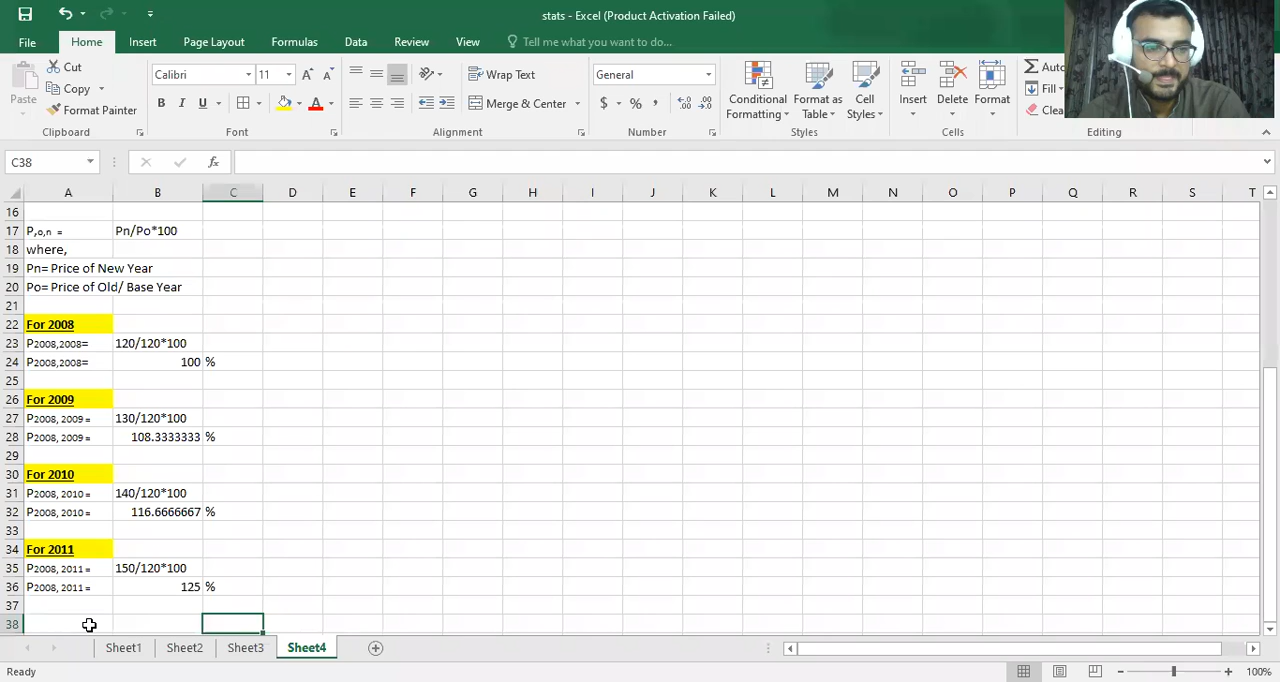 stats - Excel (Product Activation Failed)
File Home Insert Page Layout Formulas Data Review View Tell me what you want to do...
Paste Cut Copy Format Painter
Calibri 11
B I U
Wrap Text
Merge & Center
General
$ % ,
Conditional Formatting Format as Table Cell Styles
Insert Delete Format
Fill
Clipboard Font Alignment Number Styles Cells Editing
C38 fx
A B C D E F G H I J K L M N O P Q R S T
16
17 P,o,n = Pn/Po*100
18 where,
19 Pn= Price of New Year
20 Po= Price of Old/ Base Year
21
22 For 2008
23 P2008,2008= 120/120*100
24 P2008,2008= 100 %
25
26 For 2009
27 P2008, 2009 = 130/120*100
28 P2008, 2009 = 108.3333333 %
29
30 For 2010
31 P2008, 2010 = 140/120*100
32 P2008, 2010 = 116.6666667 %
33
34 For 2011
35 P2008, 2011 = 150/120*100
36 P2008, 2011 = 125 %
37
38
Sheet1 Sheet2 Sheet3 Sheet4
Ready 100%